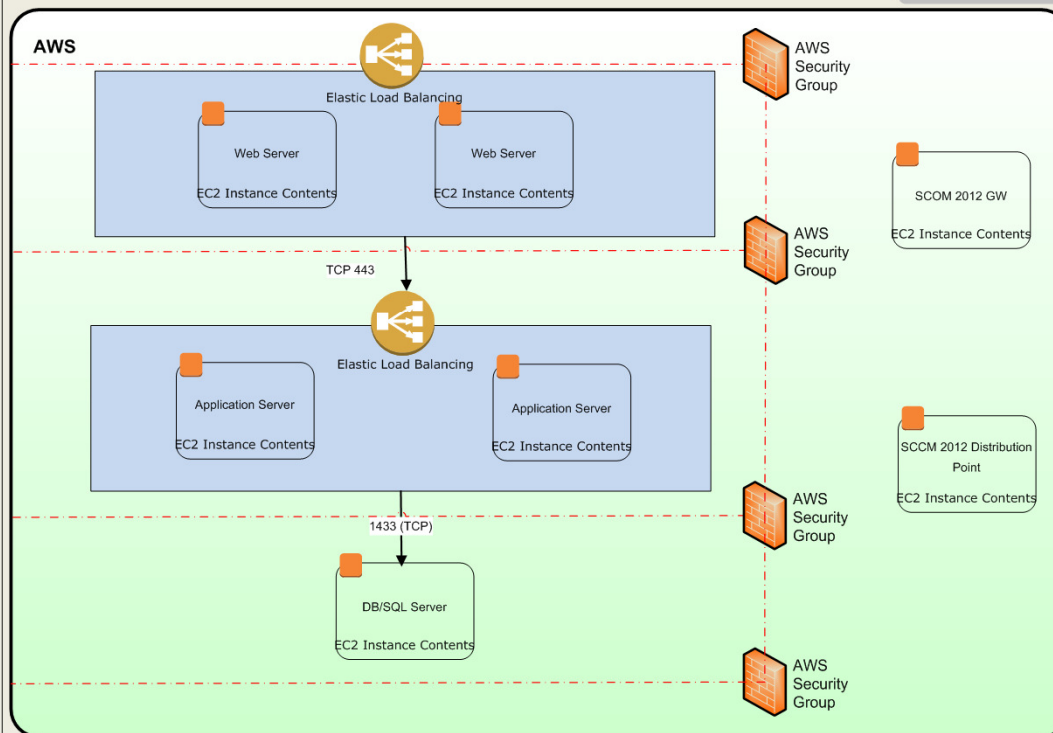 AWS
Elastic Load Balancing
AWS
Security
Group
Web Server
EC2 Instance Contents
Web Server
EC2 Instance Contents
SCOM 2012 GW
EC2 Instance Contents
AWS
Security
Group
TCP 443
Elastic Load Balancing
Application Server
EC2 Instance Contents
Application Server
EC2 Instance Contents
SCCM 2012 Distribution
Point
EC2 Instance Contents
AWS
Security
Group
1433 (TCP)
DB/SQL Server
EC2 Instance Contents
AWS
Security
Group